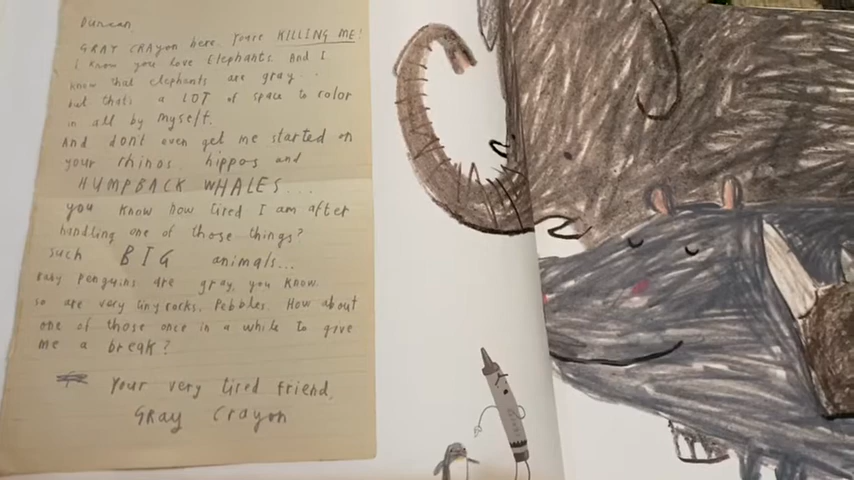 Duncan,
GRAY CRAyon here. You're KILLING ME!
I know you love Elephants. And I
know that elephants are gray...
but that's a LOT of space to color
in all by myself.
And don't even get me started on
your rhinos, hippos and
HUMPBACK WHALES...
you know how tired I am after
handling one of those things?
Such BIG animals...
Baby penguins are gray, you know.
So are very tiny rocks. Pebbles. How about
one of those once in a while to give
me a break?
Your very tired friend,
Gray Crayon